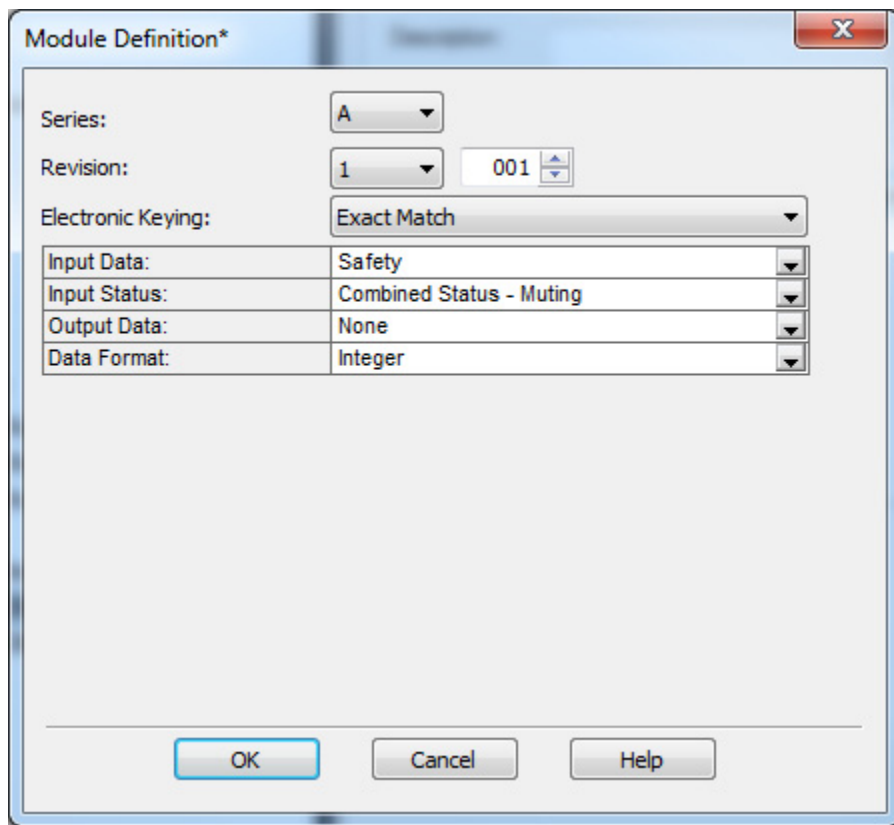 Module Definition*
Series: A
Revision: 1 001
Electronic Keying: Exact Match
Input Data: Safety
Input Status: Combined Status - Muting
Output Data: None
Data Format: Integer
OK Cancel Help